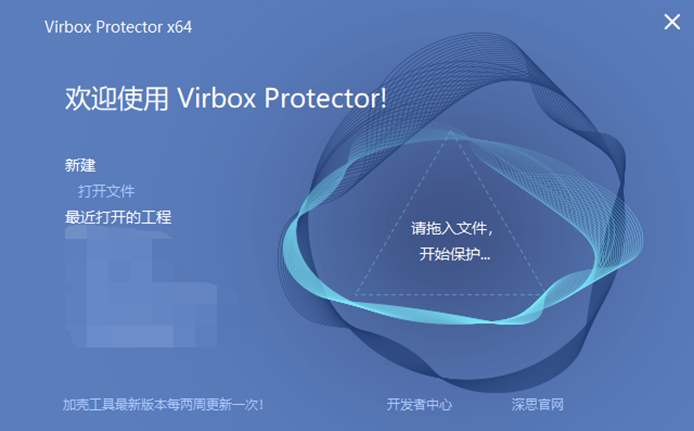 Virbox Protector x64
欢迎使用 Virbox Protector!
新建
打开文件
最近打开的工程
请拖入文件，
开始保护...
加壳工具最新版本每两周更新一次！
开发者中心
深思官网